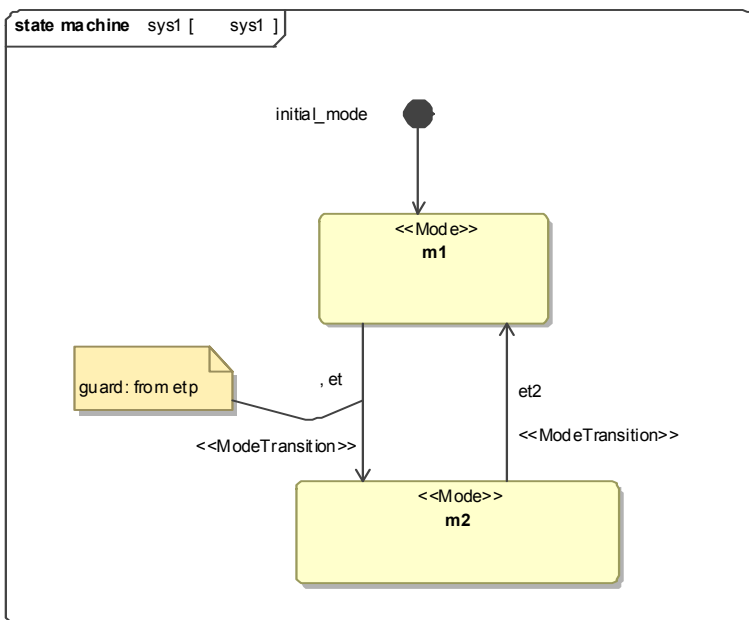 state machine sys1 [ sys1 ]
initial_mode
<<Mode>>
m1
, et
guard: from etp
et2
<<ModeTransition>>
<<ModeTransition>>
<<Mode>>
m2